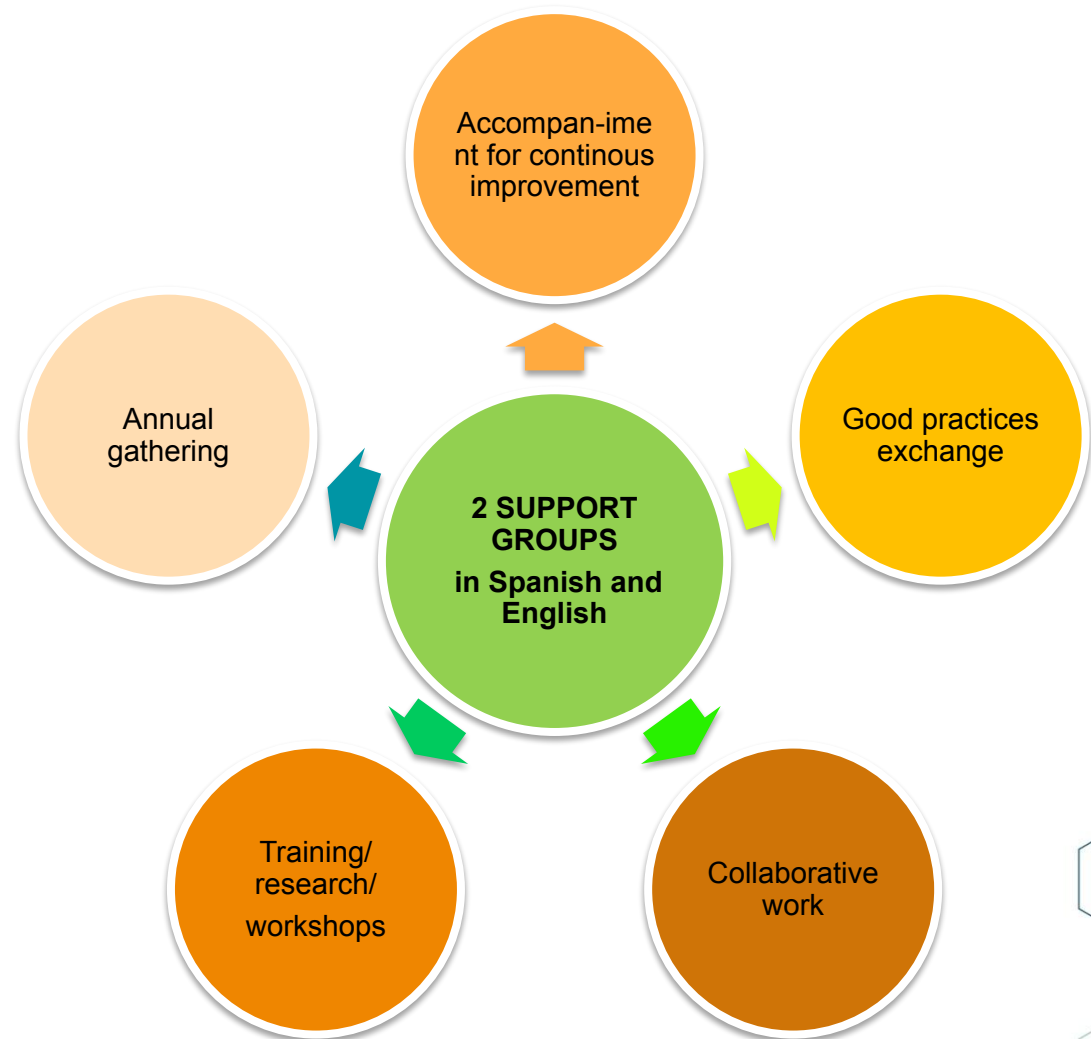 Accompan-ime
nt for continous
improvement
Annual
gathering
Good practices
exchange
2 SUPPORT
GROUPS
in Spanish and
English
Training/
research/
workshops
Collaborative
work